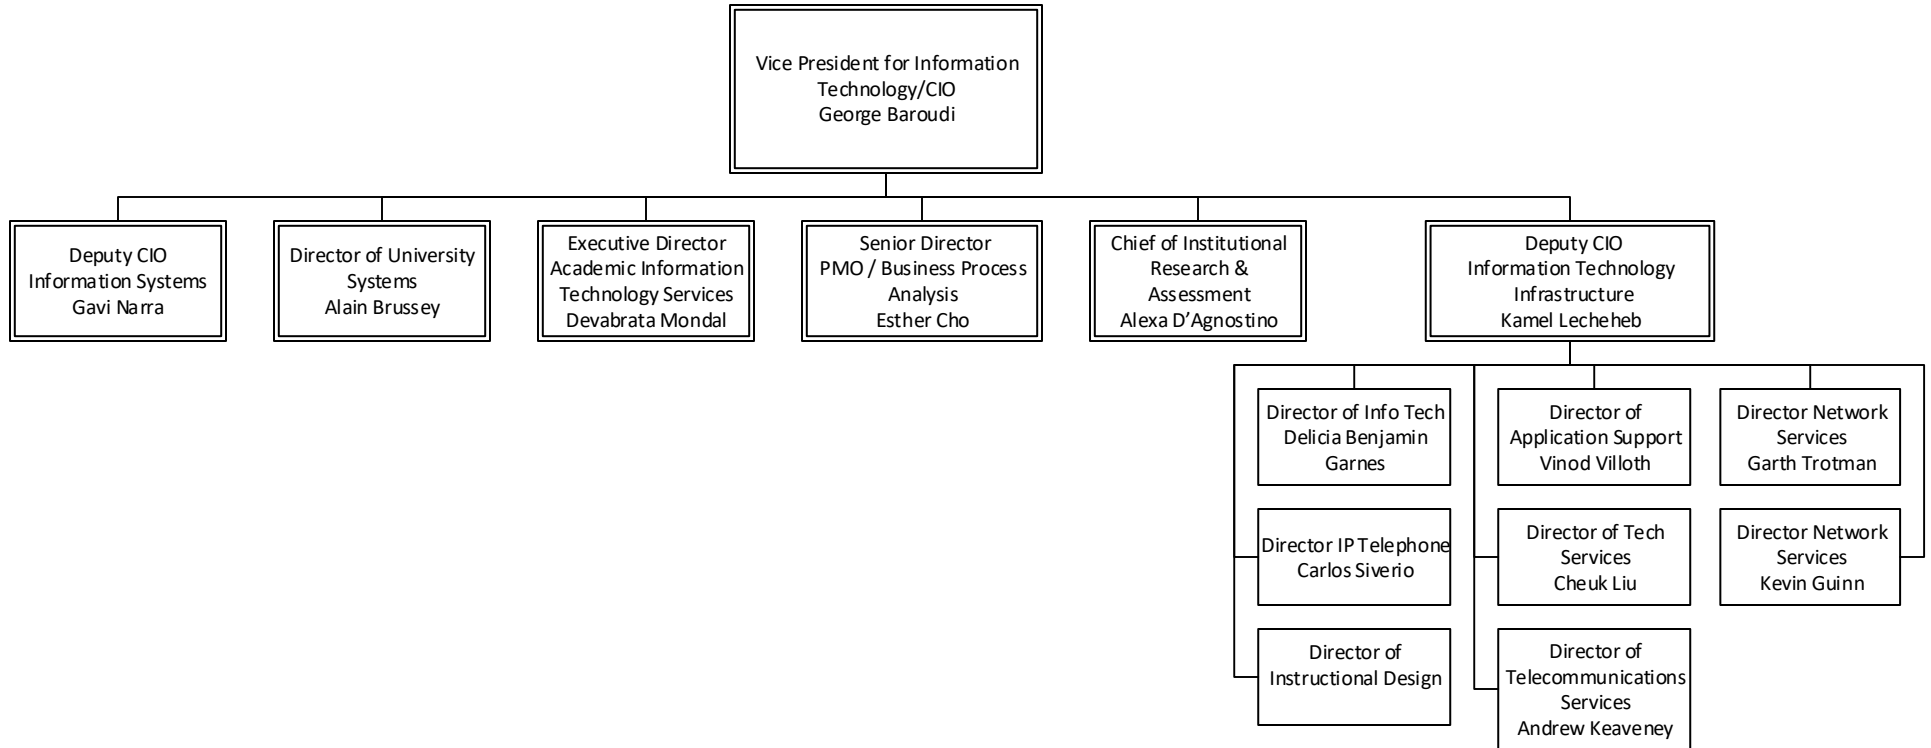 Vice President for Information
Technology/CIO
George Baroudi
Deputy CIO
Information Systems
Gavi Narra
Director of University
Systems
Alain Brussey
Executive Director
Academic Information
Technology Services
Devabrata Mondal
Senior Director
PMO / Business Process
Analysis
Esther Cho
Chief of Institutional
Research &
Assessment
Alexa D’Agnostino
Deputy CIO
Information Technology
Infrastructure
Kamel Lecheheb
Director of Info Tech
Delicia Benjamin
Garnes
Director of
Application Support
Vinod Villoth
Director Network
Services
Garth Trotman
Director IP Telephone
Carlos Siverio
Director of Tech
Services
Cheuk Liu
Director Network
Services
Kevin Guinn
Director of
Instructional Design
Director of
Telecommunications
Services
Andrew Keaveney